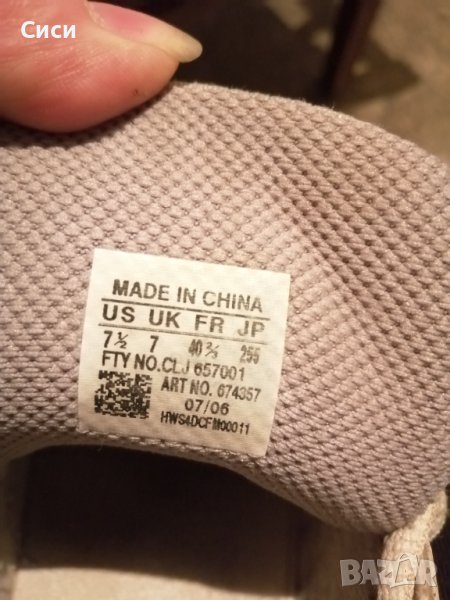 Сиси
MADE IN CHINA
US UK FR JP
7½ 7 40⅔ 255
FTY NO.CLJ 657001
ART NO. 674357
07/06
HWS4DCFM00011
BAZAR